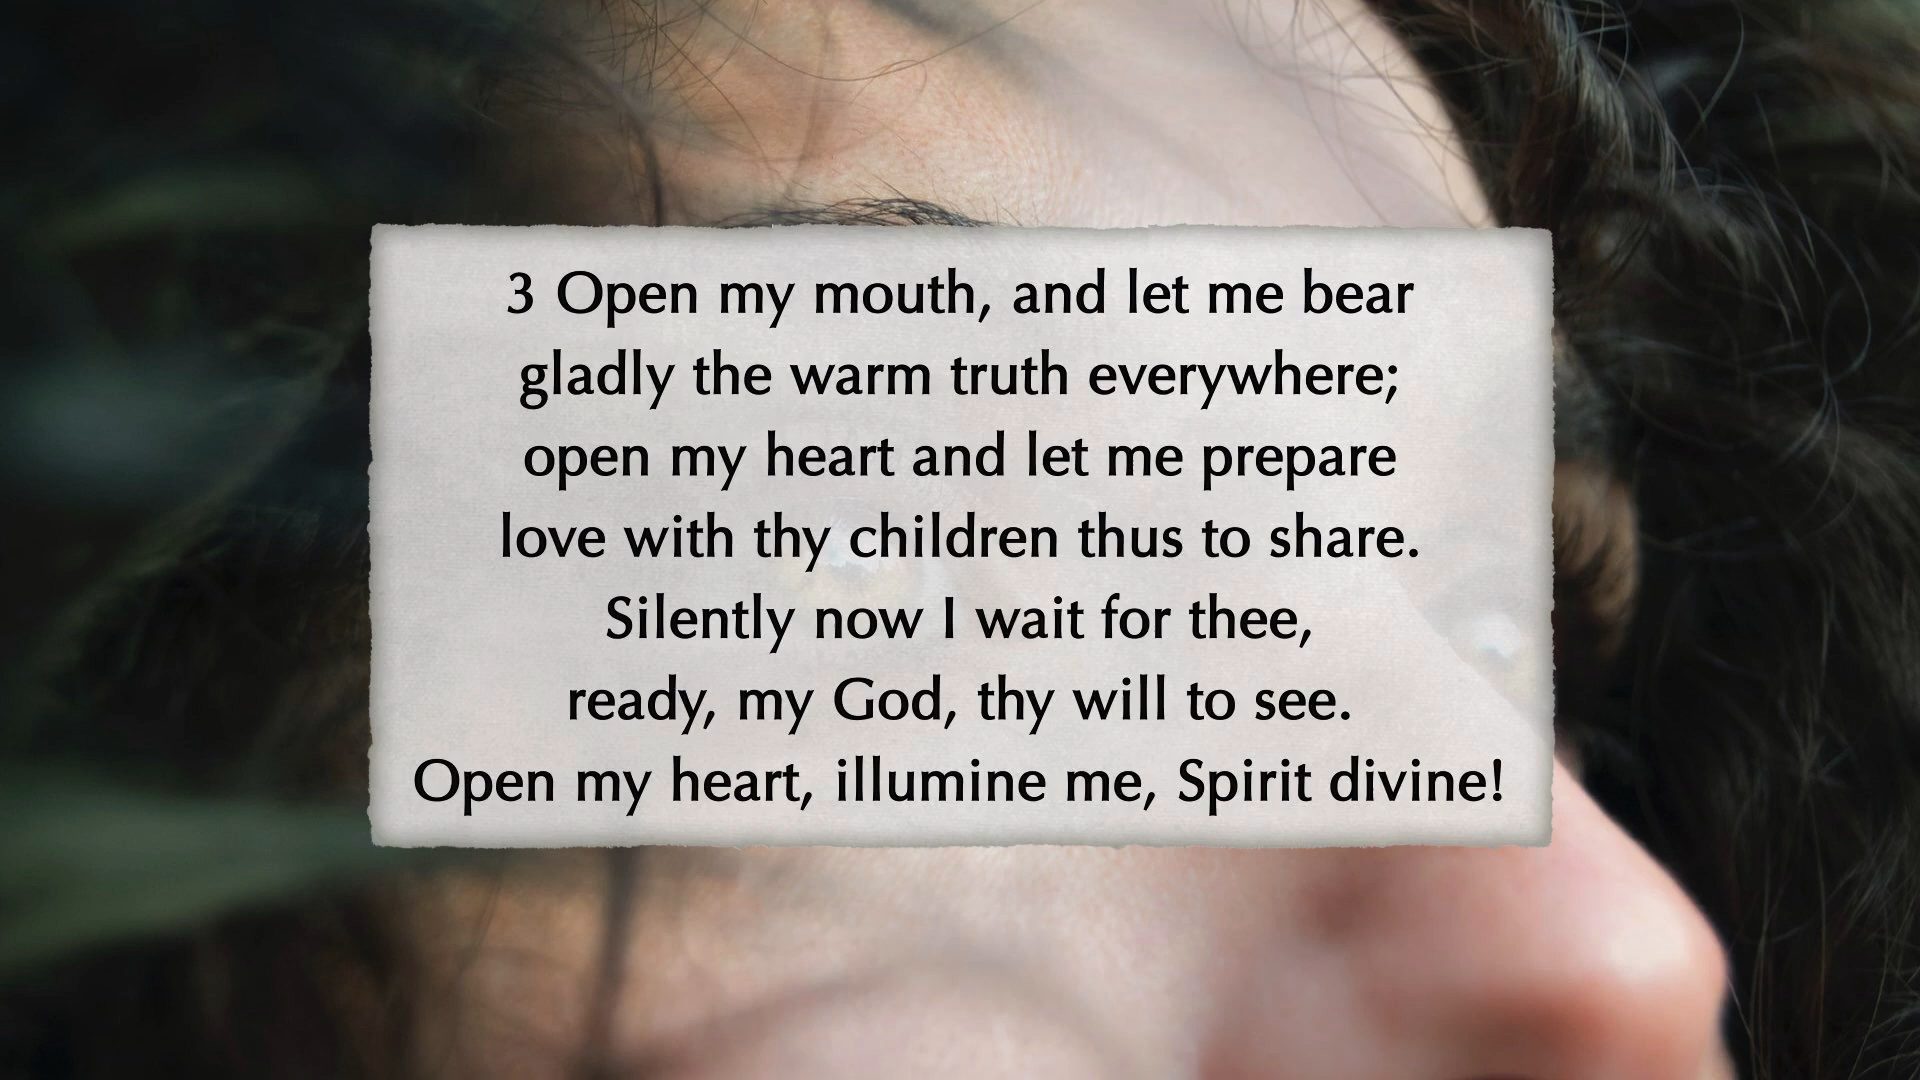 3 Open my mouth, and let me bear
gladly the warm truth everywhere;
open my heart and let me prepare
love with thy children thus to share.
Silently now I wait for thee,
ready, my God, thy will to see.
Open my heart, illumine me, Spirit divine!